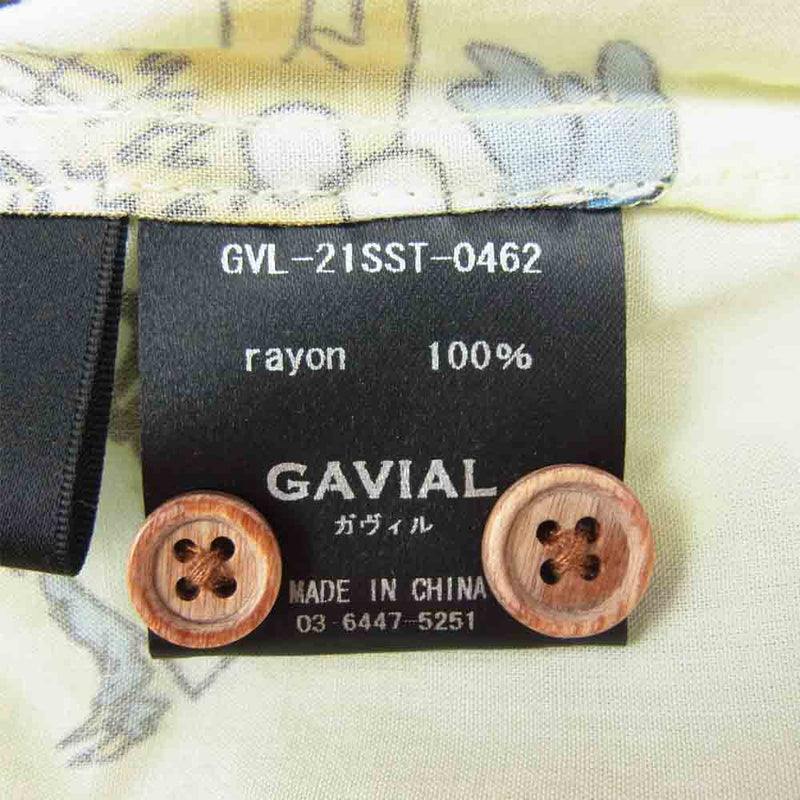 GVL-21SST-0462
rayon 100%
GAVIAL
ガヴィル
MADE IN CHINA
03-6447-5251